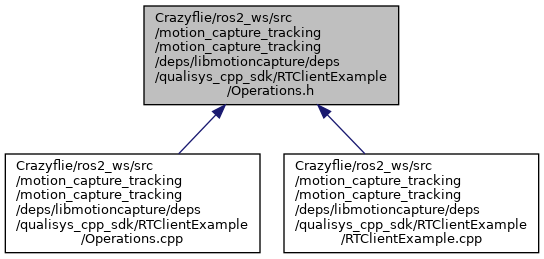 Crazyflie/ros2_ws/src
/motion_capture_tracking
/motion_capture_tracking
/deps/libmotioncapture/deps
/qualisys_cpp_sdk/RTClientExample
/Operations.h
Crazyflie/ros2_ws/src
/motion_capture_tracking
/motion_capture_tracking
/deps/libmotioncapture/deps
/qualisys_cpp_sdk/RTClientExample
/Operations.cpp
Crazyflie/ros2_ws/src
/motion_capture_tracking
/motion_capture_tracking
/deps/libmotioncapture/deps
/qualisys_cpp_sdk/RTClientExample
/RTClientExample.cpp